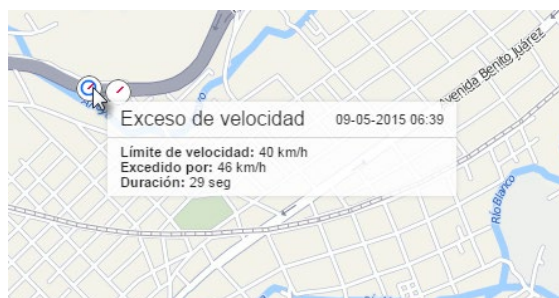 Avenida Benito Juárez
Exceso de velocidad 09-05-2015 06:39
Límite de velocidad: 40 km/h
Excedido por: 46 km/h
Duración: 29 seg
Río Blanco